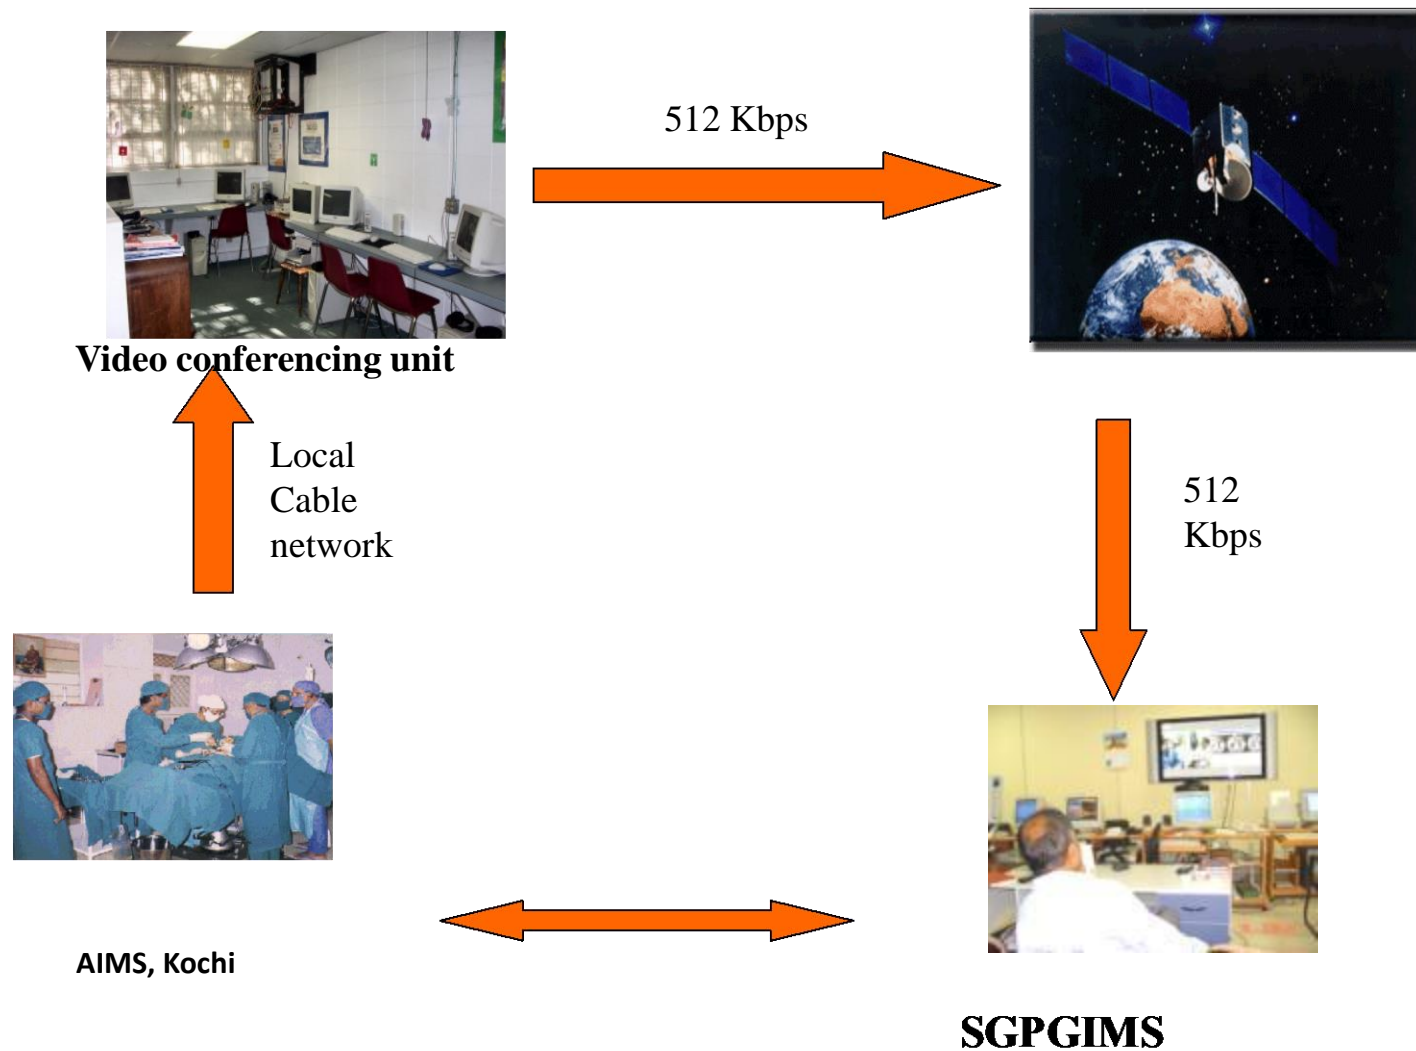 512 Kbps
Video conferencing unit
Local
Cable
network
512
Kbps
AIMS, Kochi
SGPGIMS